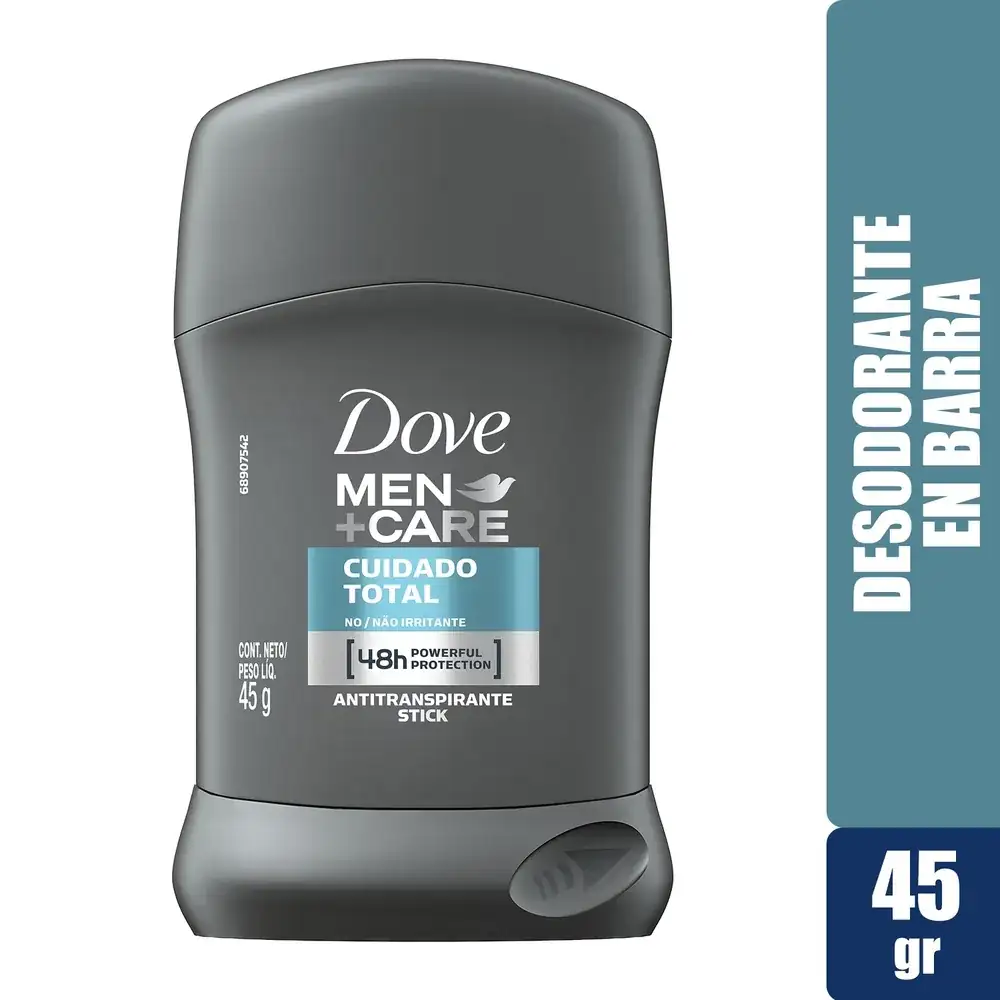 Dove
MEN
+CARE
CUIDADO
TOTAL
NO / NÃO IRRITANTE
[48h POWERFUL
PROTECTION]
ANTITRANSPIRANTE
STICK
68907542
CONT. NETO/
PESO LÍQ.
45 g
DESODORANTE
EN BARRA
45
gr